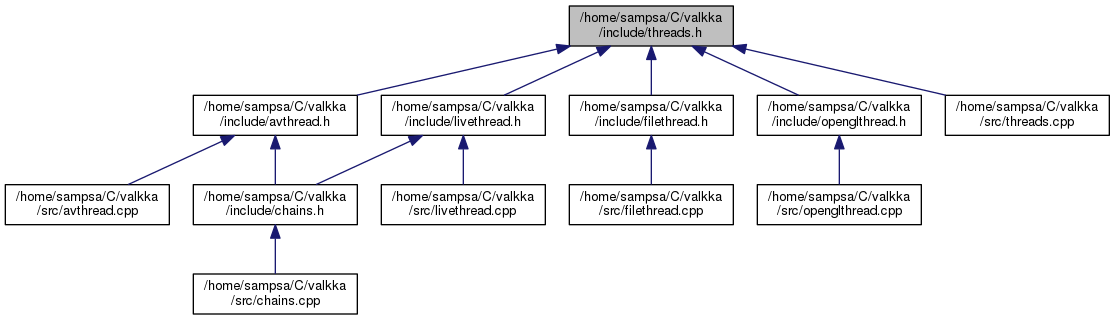 /home/sampsa/C/valkka
/include/threads.h
/home/sampsa/C/valkka
/include/avthread.h
/home/sampsa/C/valkka
/include/livethread.h
/home/sampsa/C/valkka
/include/filethread.h
/home/sampsa/C/valkka
/include/openglthread.h
/home/sampsa/C/valkka
/src/threads.cpp
/home/sampsa/C/valkka
/src/avthread.cpp
/home/sampsa/C/valkka
/include/chains.h
/home/sampsa/C/valkka
/src/livethread.cpp
/home/sampsa/C/valkka
/src/filethread.cpp
/home/sampsa/C/valkka
/src/openglthread.cpp
/home/sampsa/C/valkka
/src/chains.cpp